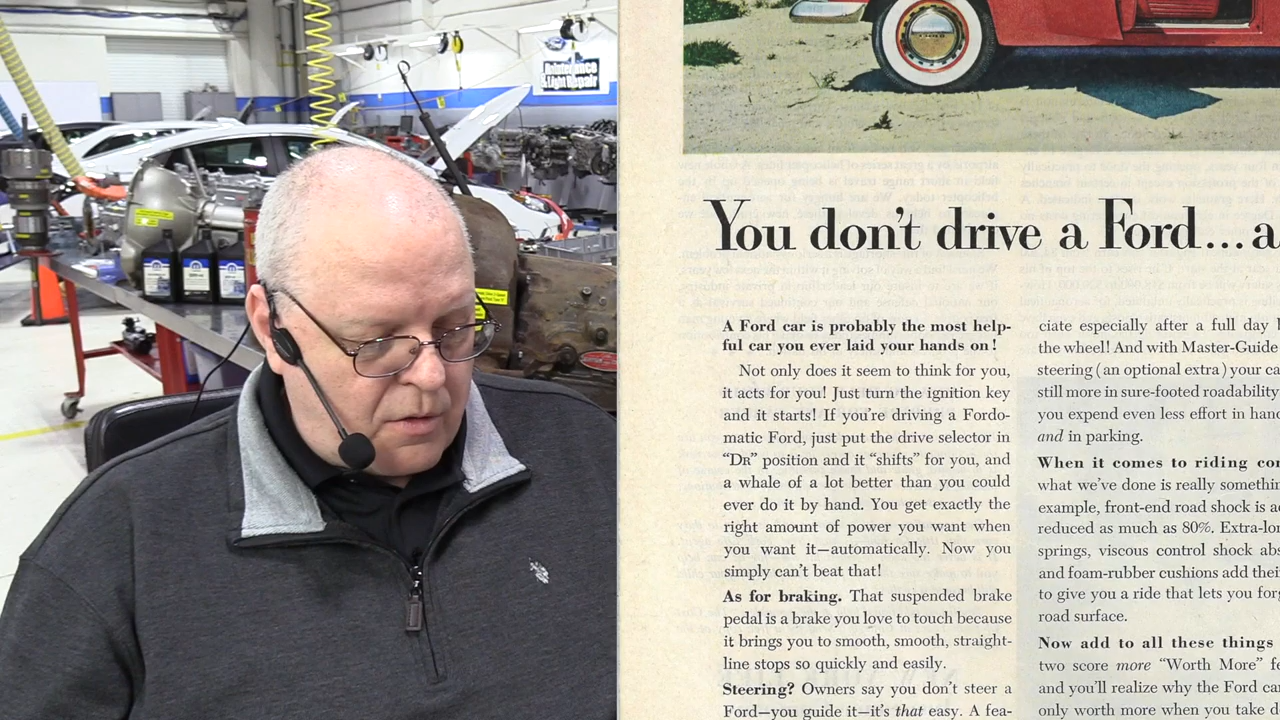 Maintenance
& Light Repair
You don't drive a Ford...a
A Ford car is probably the most help-
ful car you ever laid your hands on!
Not only does it seem to think for you,
it acts for you! Just turn the ignition key
and it starts! If you're driving a Fordo-
matic Ford, just put the drive selector in
"DR" position and it "shifts" for you, and
a whale of a lot better than you could
ever do it by hand. You get exactly the
right amount of power you want when
you want it—automatically. Now you
simply can't beat that!
As for braking. That suspended brake
pedal is a brake you love to touch because
it brings you to smooth, smooth, straight-
line stops so quickly and easily.
Steering? Owners say you don't steer a
Ford—you guide it—it's that easy. A fea-
ciate especially after a full day
the wheel! And with Master-Guide
steering (an optional extra) your ca
still more in sure-footed roadability
you expend even less effort in hand
and in parking.
When it comes to riding co
what we've done is really somethin
example, front-end road shock is a
reduced as much as 80%. Extra-lo
springs, viscous control shock abs
and foam-rubber cushions add thei
to give you a ride that lets you forg
road surface.
Now add to all these things
two score more "Worth More" fe
and you'll realize why the Ford car
only worth more when you take d